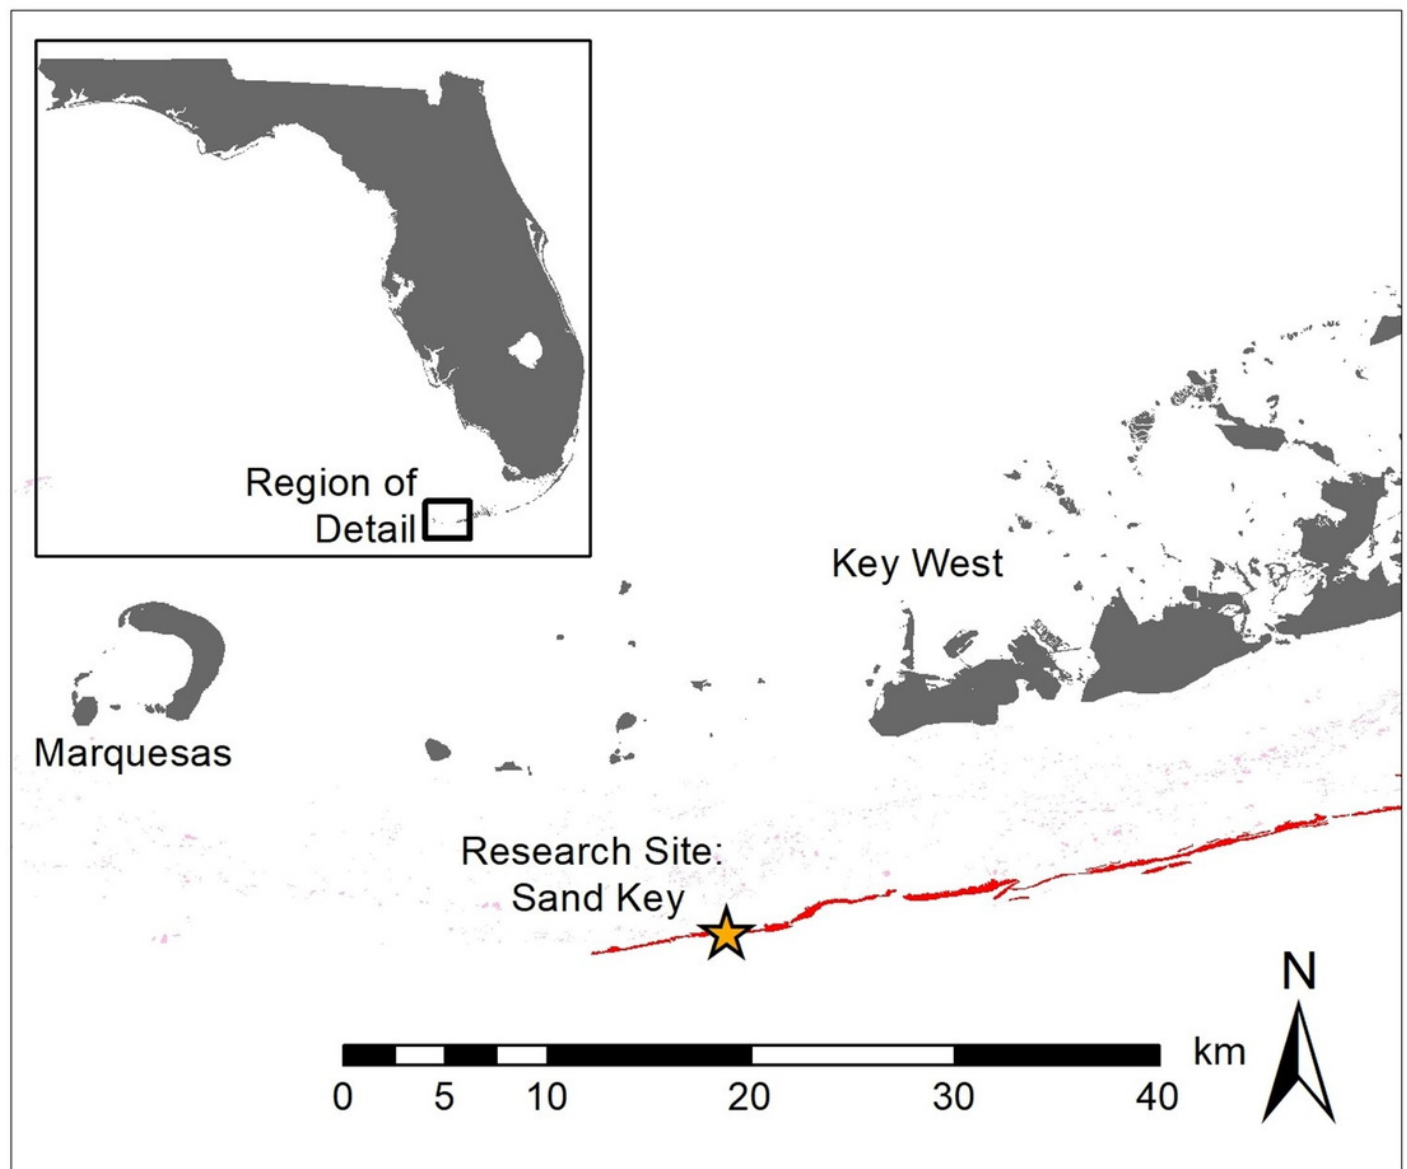 Region of
Detail
Key West
Marquesas
Research Site:
Sand Key
N
km
0 5 10 20 30 40